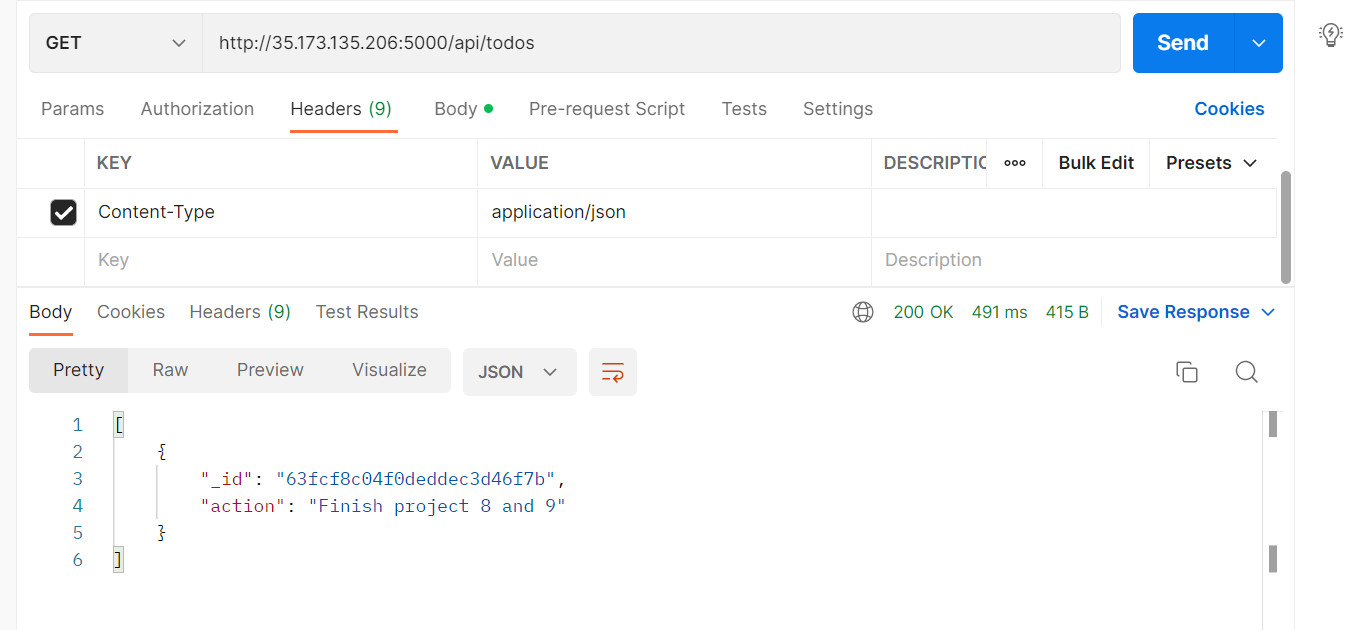 GET http://35.173.135.206:5000/api/todos Send
Params Authorization Headers (9) Body Pre-request Script Tests Settings Cookies
KEY VALUE DESCRIPTIO ooo Bulk Edit Presets
Content-Type application/json
Key Value Description
Body Cookies Headers (9) Test Results 200 OK 491 ms 415 B Save Response
Pretty Raw Preview Visualize JSON
1 [
2 {
3 "_id": "63fcf8c04f0deddec3d46f7b",
4 "action": "Finish project 8 and 9"
5 }
6 ]